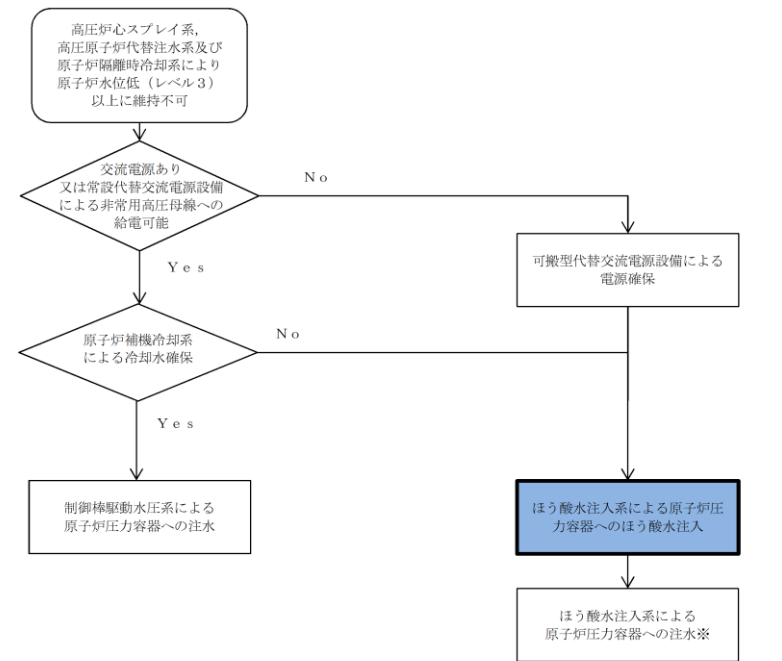 高圧炉心スプレイ系，
高圧原子炉代替注水系及び
原子炉隔離時冷却系により
原子炉水位低（レベル３）
以上に維持不可
交流電源あり
又は常設代替交流電源設備
による非常用高圧母線への
給電可能
Ｎｏ
Ｙｅｓ
可搬型代替交流電源設備による
電源確保
原子炉補機冷却系
による冷却水確保
Ｎｏ
Ｙｅｓ
制御棒駆動水圧系による
原子炉圧力容器への注水
ほう酸水注入系による原子炉圧
力容器へのほう酸水注入
ほう酸水注入系による
原子炉圧力容器への注水※